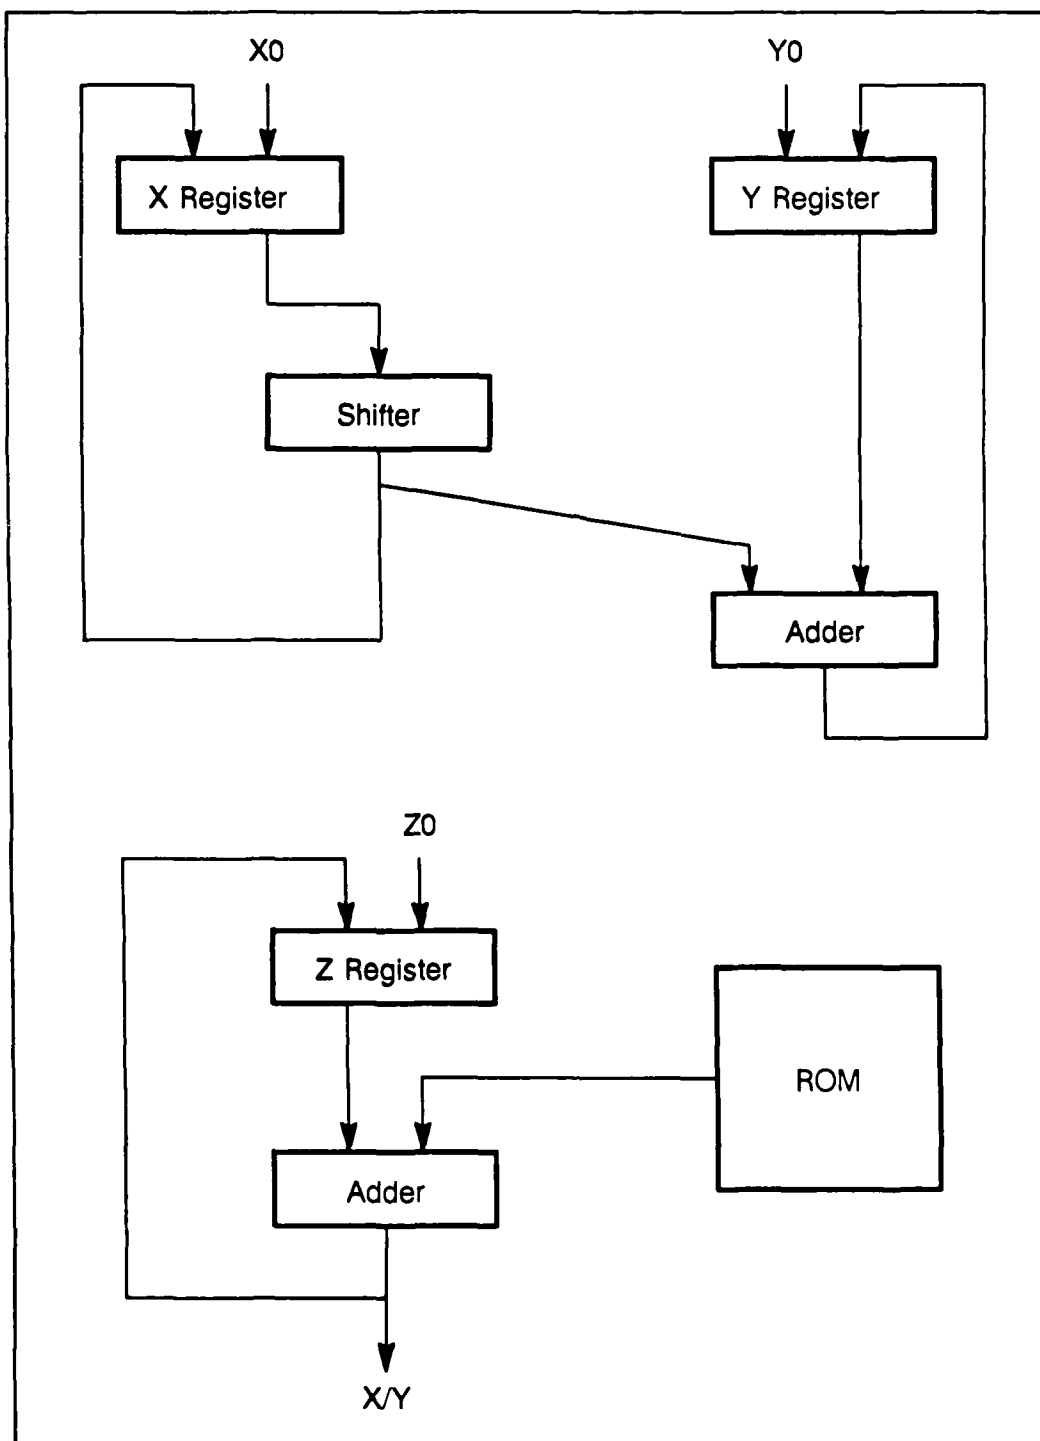 X0
Y0
X Register
Y Register
Shifter
Adder
Z0
Z Register
ROM
Adder
X/Y